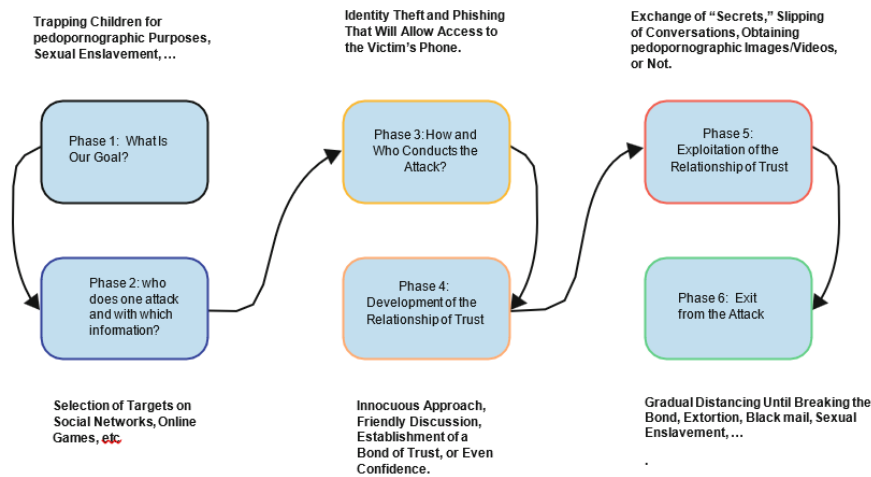 Trapping Children for
pedopornographic Purposes,
Sexual Enslavement, ...
Phase 1: What Is
Our Goal?
Phase 2: who
does one attack
and with which
information?
Selection of Targets on
Social Networks, Online
Games, etc
Identity Theft and Phishing
That Will Allow Access to
the Victim's Phone.
Phase 3: How and
Who Conducts the
Attack?
Phase 4:
Development of the
Relationship of Trust
Innocuous Approach,
Friendly Discussion,
Establishment of a
Bond of Trust, or Even
Confidence.
Exchange of “Secrets,” Slipping
of Conversations, Obtaining
pedopornographic Images/Videos,
or Not.
Phase 5:
Exploitation of the
Relationship of Trust
Phase 6: Exit
from the Attack
Gradual Distancing Until Breaking the
Bond, Extortion, Black mail, Sexual
Enslavement, ...
.